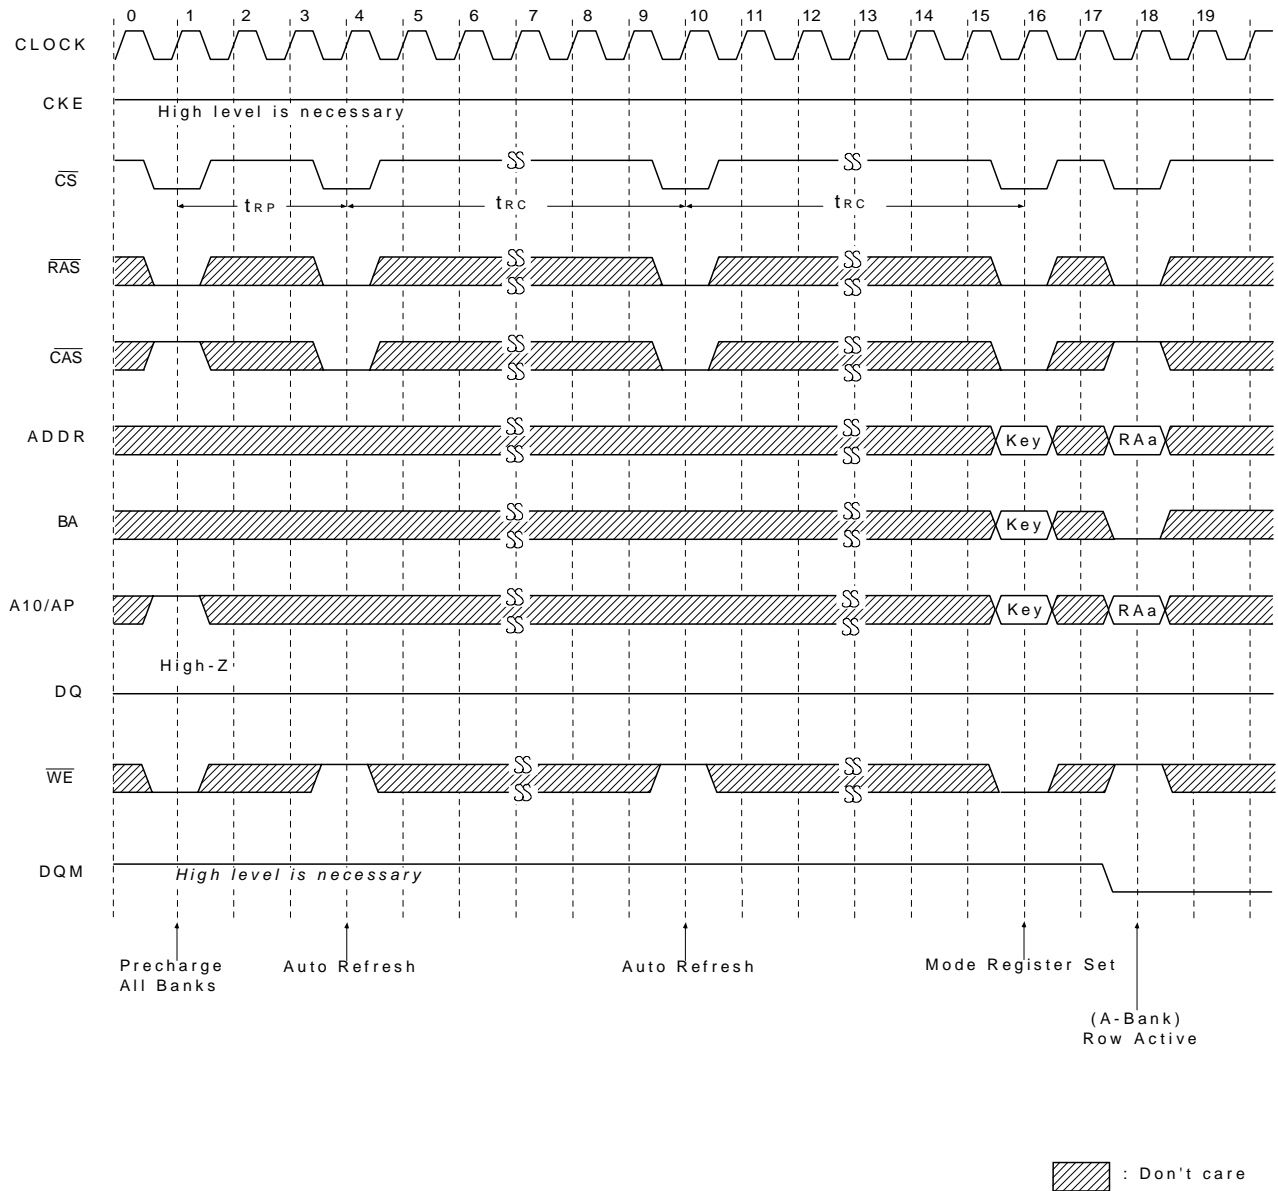 0 1 2 3 4 5 6 7 8 9 10 11 12 13 14 15 16 17 18 19
CLOCK
CKE
High level is necessary
CS
tRP tRC tRC
RAS
CAS
ADDR Key RAa
BA Key
A10/AP Key RAa
High-Z
DQ
WE
DQM
High level is necessary
Precharge
All Banks
Auto Refresh
Auto Refresh
Mode Register Set
(A-Bank)
Row Active
: Don't care